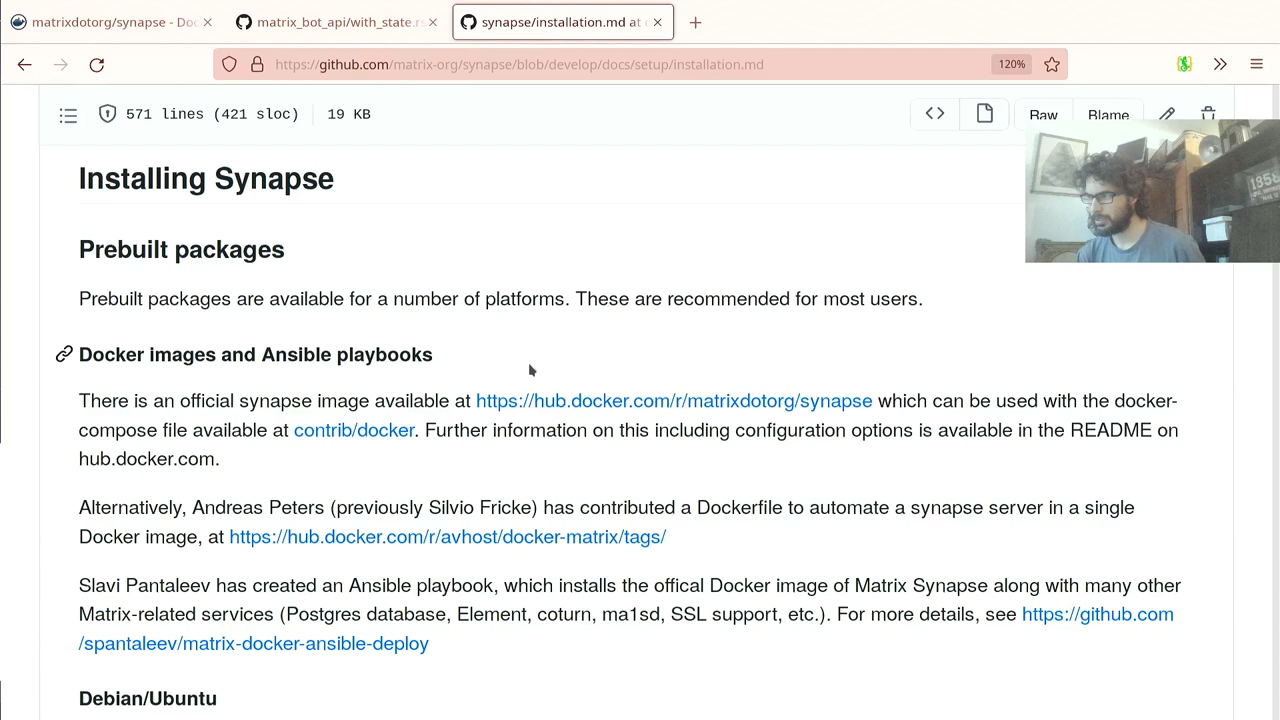 matrixdotorg/synapse - Do
matrix_bot_api/with_state.rs
synapse/installation.md at
https://github.com/matrix-org/synapse/blob/develop/docs/setup/installation.md
120%
571 lines (421 sloc)
19 KB
Raw
Blame
Installing Synapse
Prebuilt packages
Prebuilt packages are available for a number of platforms. These are recommended for most users.
Docker images and Ansible playbooks
There is an official synapse image available at https://hub.docker.com/r/matrixdotorg/synapse which can be used with the docker-
compose file available at contrib/docker. Further information on this including configuration options is available in the README on
hub.docker.com.
Alternatively, Andreas Peters (previously Silvio Fricke) has contributed a Dockerfile to automate a synapse server in a single
Docker image, at https://hub.docker.com/r/avhost/docker-matrix/tags/
Slavi Pantaleev has created an Ansible playbook, which installs the offical Docker image of Matrix Synapse along with many other
Matrix-related services (Postgres database, Element, coturn, ma1sd, SSL support, etc.). For more details, see https://github.com
/spantaleev/matrix-docker-ansible-deploy
Debian/Ubuntu